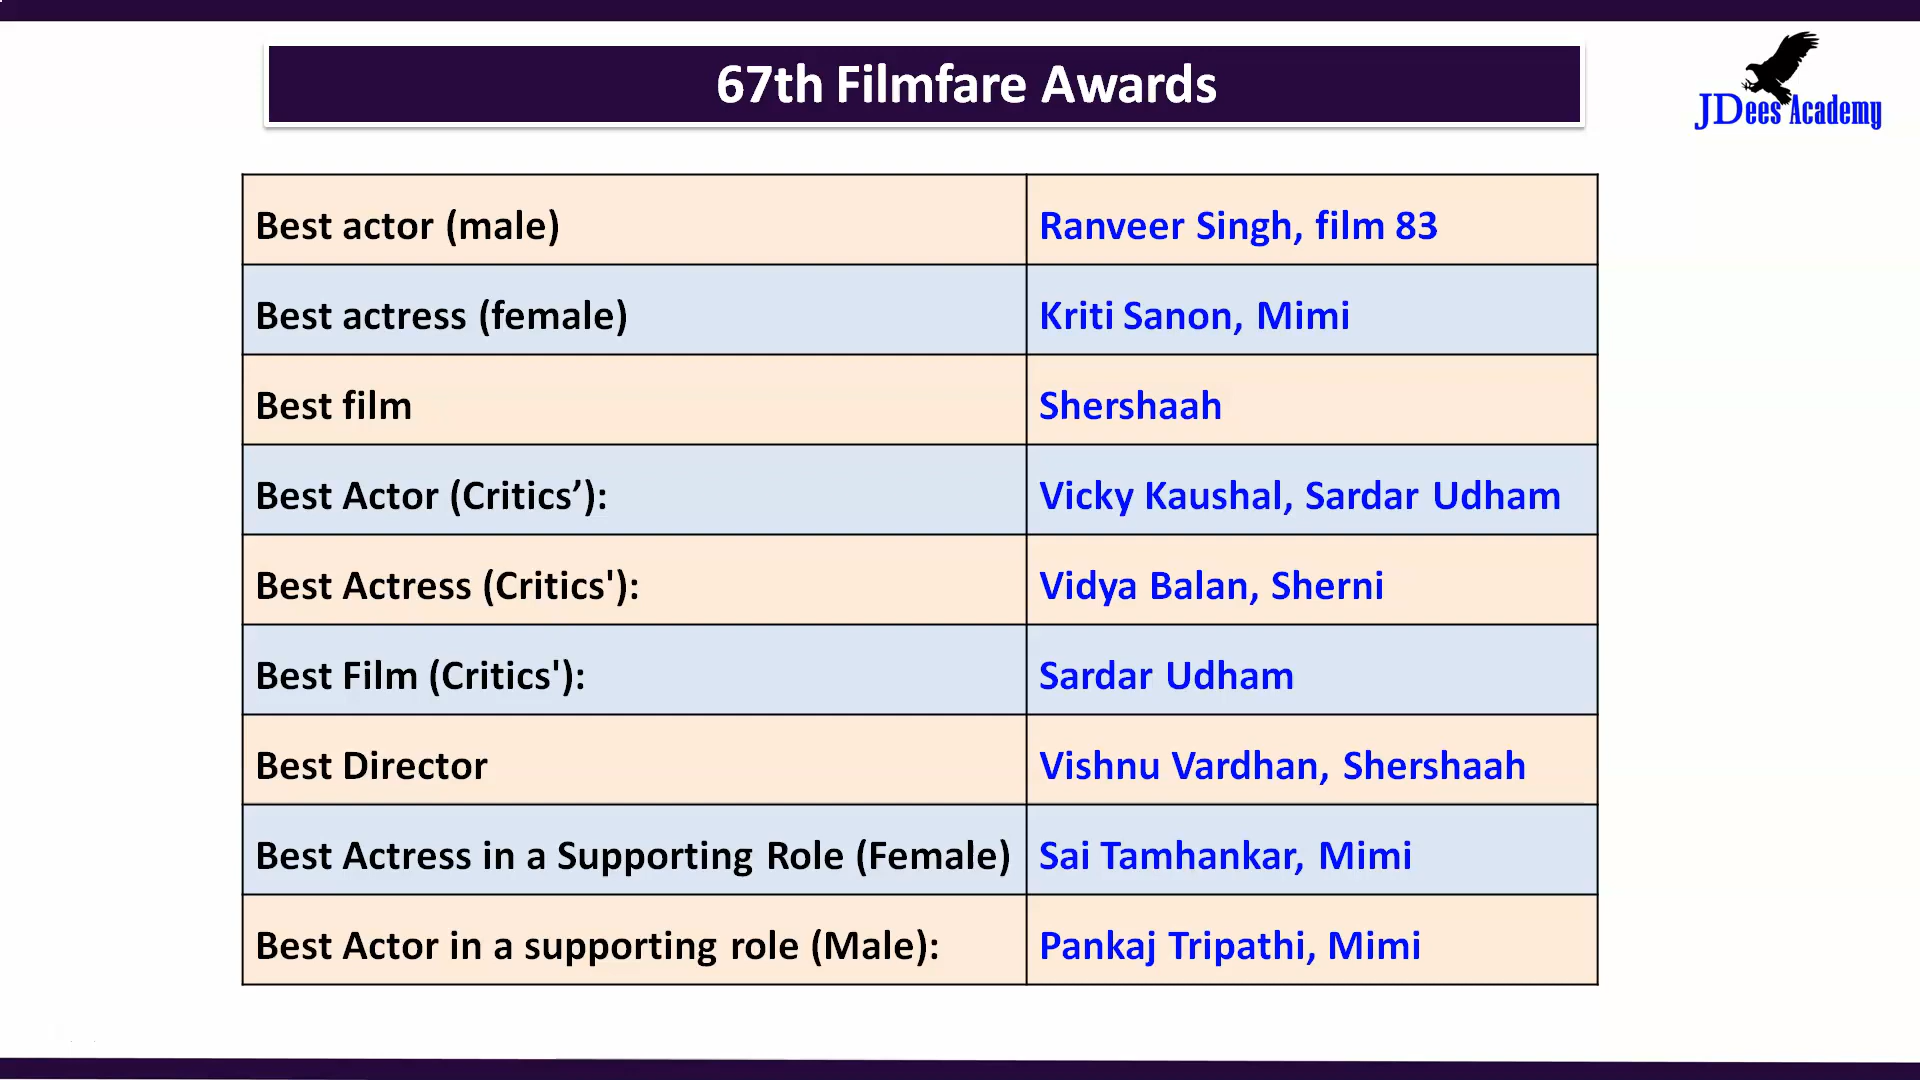 67th Filmfare Awards
JDees Academy
Best actor (male) Ranveer Singh, film 83
Best actress (female) Kriti Sanon, Mimi
Best film Shershaah
Best Actor (Critics’): Vicky Kaushal, Sardar Udham
Best Actress (Critics'): Vidya Balan, Sherni
Best Film (Critics'): Sardar Udham
Best Director Vishnu Vardhan, Shershaah
Best Actress in a Supporting Role (Female) Sai Tamhankar, Mimi
Best Actor in a supporting role (Male): Pankaj Tripathi, Mimi